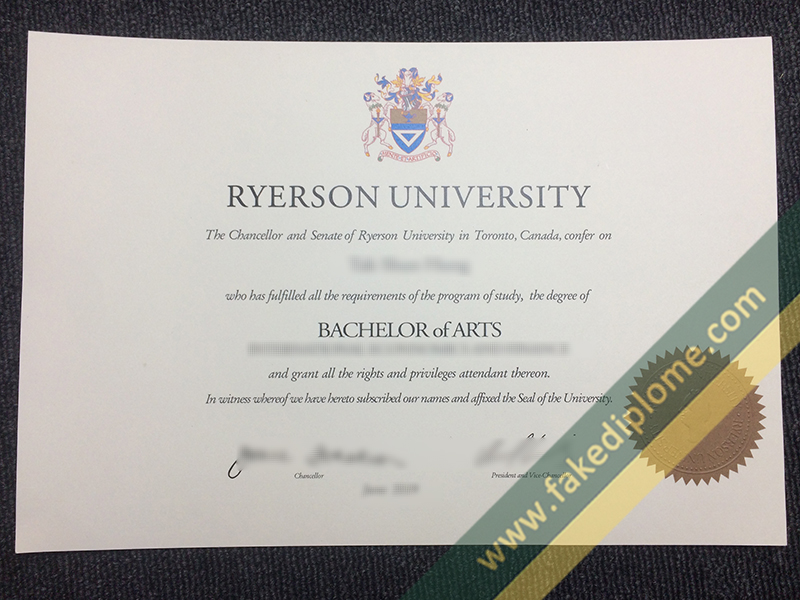 RYERSON UNIVERSITY
The Chancellor and Senate of Ryerson University in Toronto, Canada, confer on
who has fulfilled all the requirements of the program of study, the degree of
BACHELOR of ARTS
and grant all the rights and privileges attendant thereon.
In witness whereof we have hereto subscribed our names and affixed the Seal of the University.
Chancellor
President and Vice
www.fakediplome.com